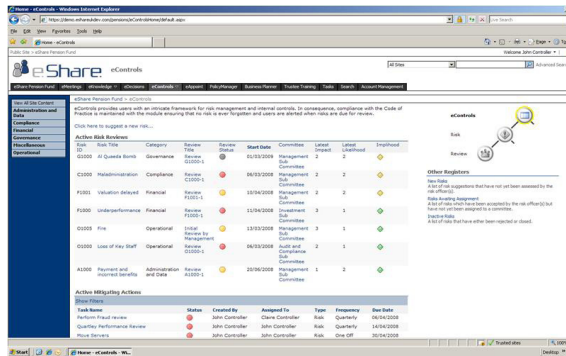 Home - eControls - Windows Internet Explorer
https://demo.eshareukdev.com/pensions/eControlHome/default.aspx
Live Search
File Edit View Favorites Tools Help
Home - eControls
Page
Public Site > eShare Pension Fund
Welcome John Controller
eShare. eControls
All Sites
Advanced Sear
eShare Pension Fund eMeetings eKnowledge eDecisions eControls eAppoint PolicyManager Business Planner Trustee Training Tasks Search Account Management
eShare Pension Fund > eControls
View All Site Content
Administration and Data
Compliance
Financial
Governance
Miscellaneous
Operational
eControls provides users with an intricate framework for risk management and internal controls. In consequence, compliance with the Code of
Practice is maintained with the module ensuring that no risk is ever forgotten and users are alerted when risks are due for review.
Click here to suggest a new risk...
Active Risk Reviews
Risk ID Risk Title Category Review Title Review Status Start Date Committee Latest Impact Latest Likelihood Implihood
G1000 Al Queeda Bomb Governance Review G1000-1 01/03/2009 Management Sub Committee 2 2
C1000 Maladministration Compliance Review C1000-1 06/03/2008 Management Sub Committee 2 2
F1001 Valuation delayed Financial Review F1001-1 10/04/2008 Management Sub Committee 2 2
F1000 Underperformance Financial Review F1000-1 11/04/2008 Investment Sub Committee 3 1
O1003 Fire Operational Initial Review by Management 13/03/2008 Management Sub Committee 3 1
O1000 Loss of Key Staff Operational Review O1000-1 06/03/2008 Audit and Compliance Sub Committee 2 1
A1000 Payment and incorrect benefits Administration and Data Review A1000-1 20/06/2008 Management Sub Committee 1 2
Active Mitigating Actions
Show Filters
Task Name Status Created By Assigned To Type Frequency Due Date
Perform Fraud review John Controller Claire Controller Risk Quarterly 06/04/2008
Quartley Performance Review John Controller John Controller Risk Quarterly 14/04/2008
Move Servers John Controller John Controller Risk One Off 30/04/2008
eControls
Risk
Review
Other Registers
New Risks
A list of risk suggestions that have not yet been assessed by the
risk officer(s).
Risks Awaiting Assignment
A list of risks which have been accepted by the risk officer(s) but
have not yet been assigned to a committee.
Inactive Risks
A list of risks that have either been rejected or closed.
Trusted sites
100%
Start
Home - eControls - Wi...
Desktop